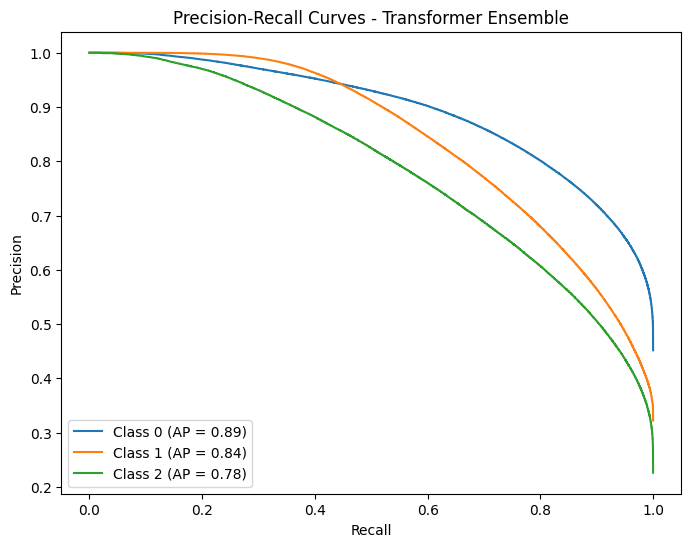 Precision-Recall Curves - Transformer Ensemble
Precision
1.0
0.9
0.8
0.7
0.6
0.5
0.4
0.3
0.2
Class 0 (AP = 0.89)
Class 1 (AP = 0.84)
Class 2 (AP = 0.78)
0.0 0.2 0.4 0.6 0.8 1.0
Recall